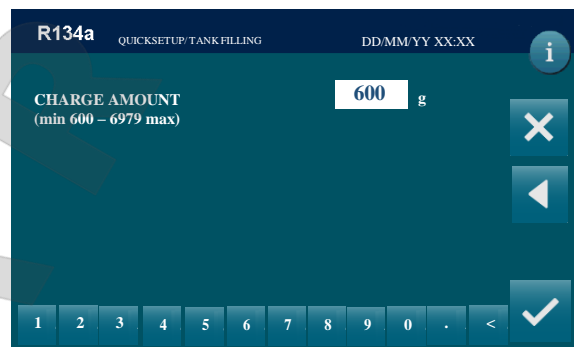 R134a QUICKSETUP/TANK FILLING DD/MM/YY XX:XX
i
CHARGE AMOUNT 600 g
(min 600 – 6979 max)
1 2 3 4 5 6 7 8 9 0 . <